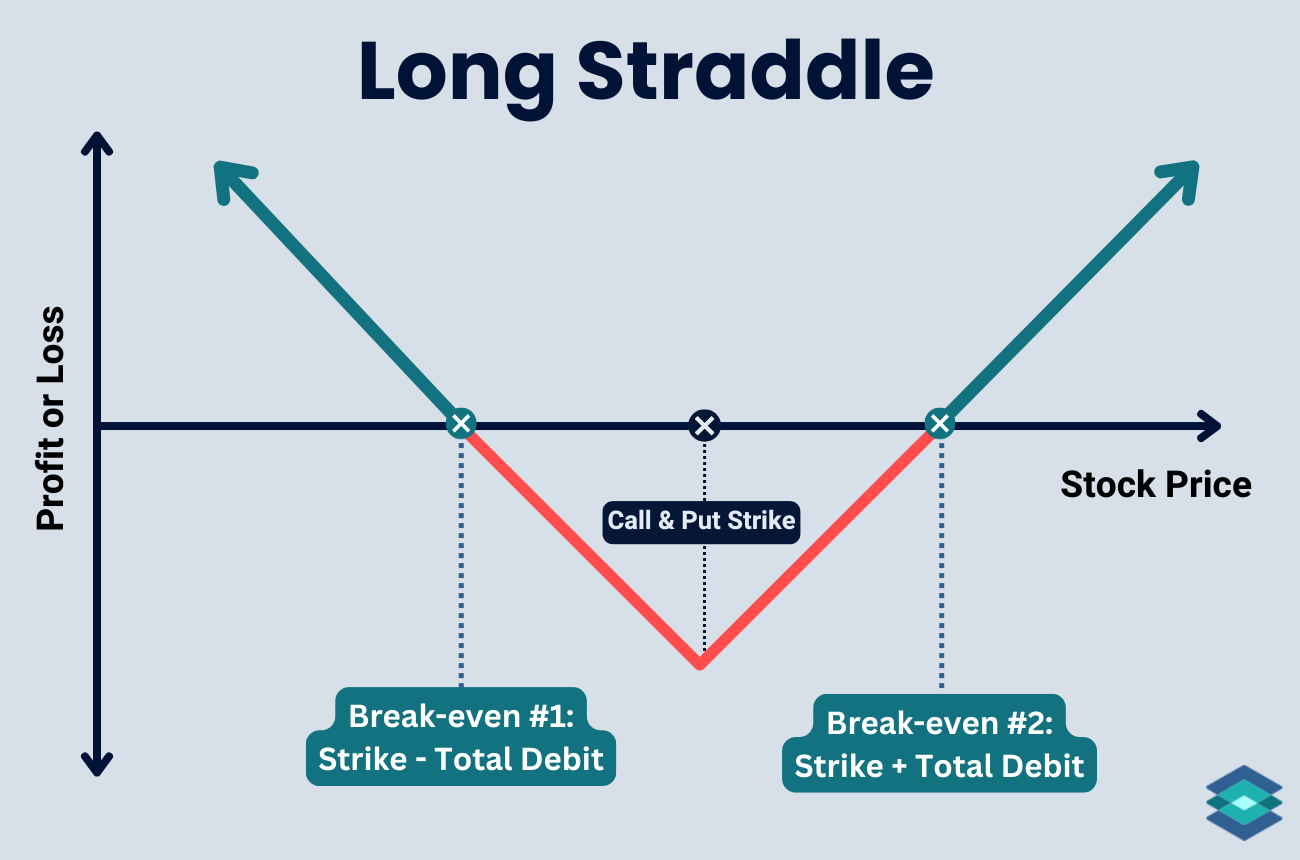 Long Straddle
Profit or Loss
Stock Price
Call & Put Strike
Break-even #1:
Strike - Total Debit
Break-even #2:
Strike + Total Debit